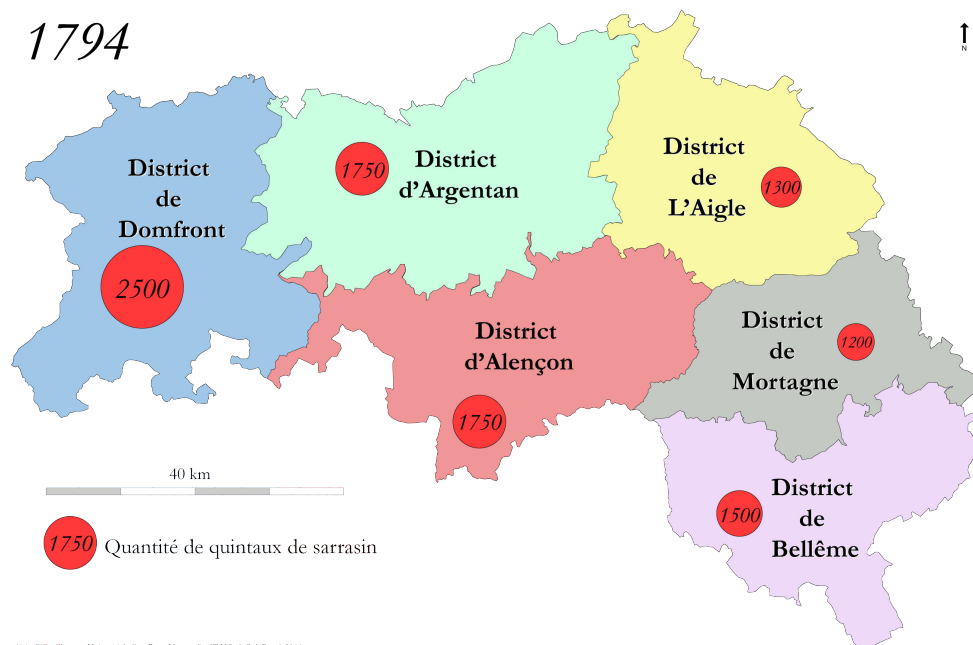 1794
N
District
de
Domfront
2500
1750
District
d'Argentan
District
de
L'Aigle
1300
District
d'Alençon
1750
District
de
Mortagne
1200
District
de
Bellême
1500
40 km
1750
Quantité de quintaux de sarrasin